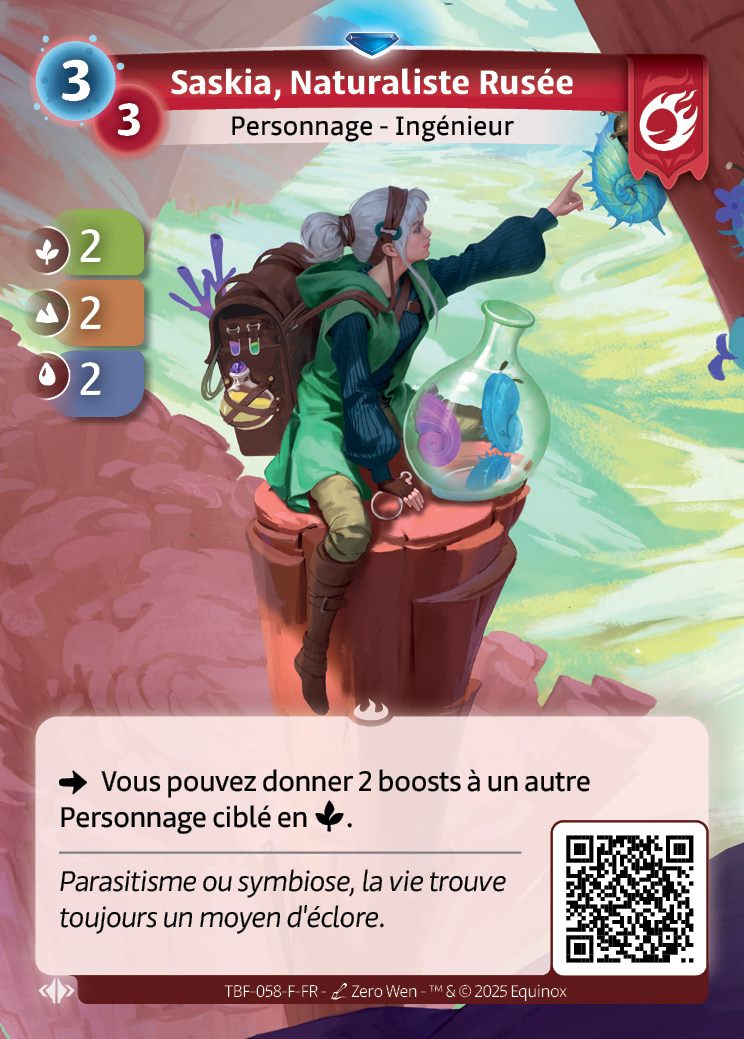 3
3
Saskia, Naturaliste Rusée
Personnage - Ingénieur
2
2
2
Vous pouvez donner 2 boosts à un autre
Personnage ciblé en .
Parasitisme ou symbiose, la vie trouve
toujours un moyen d'éclore.
TBF-058-F-FR - Zero Wen - ™ & © 2025 Equinox